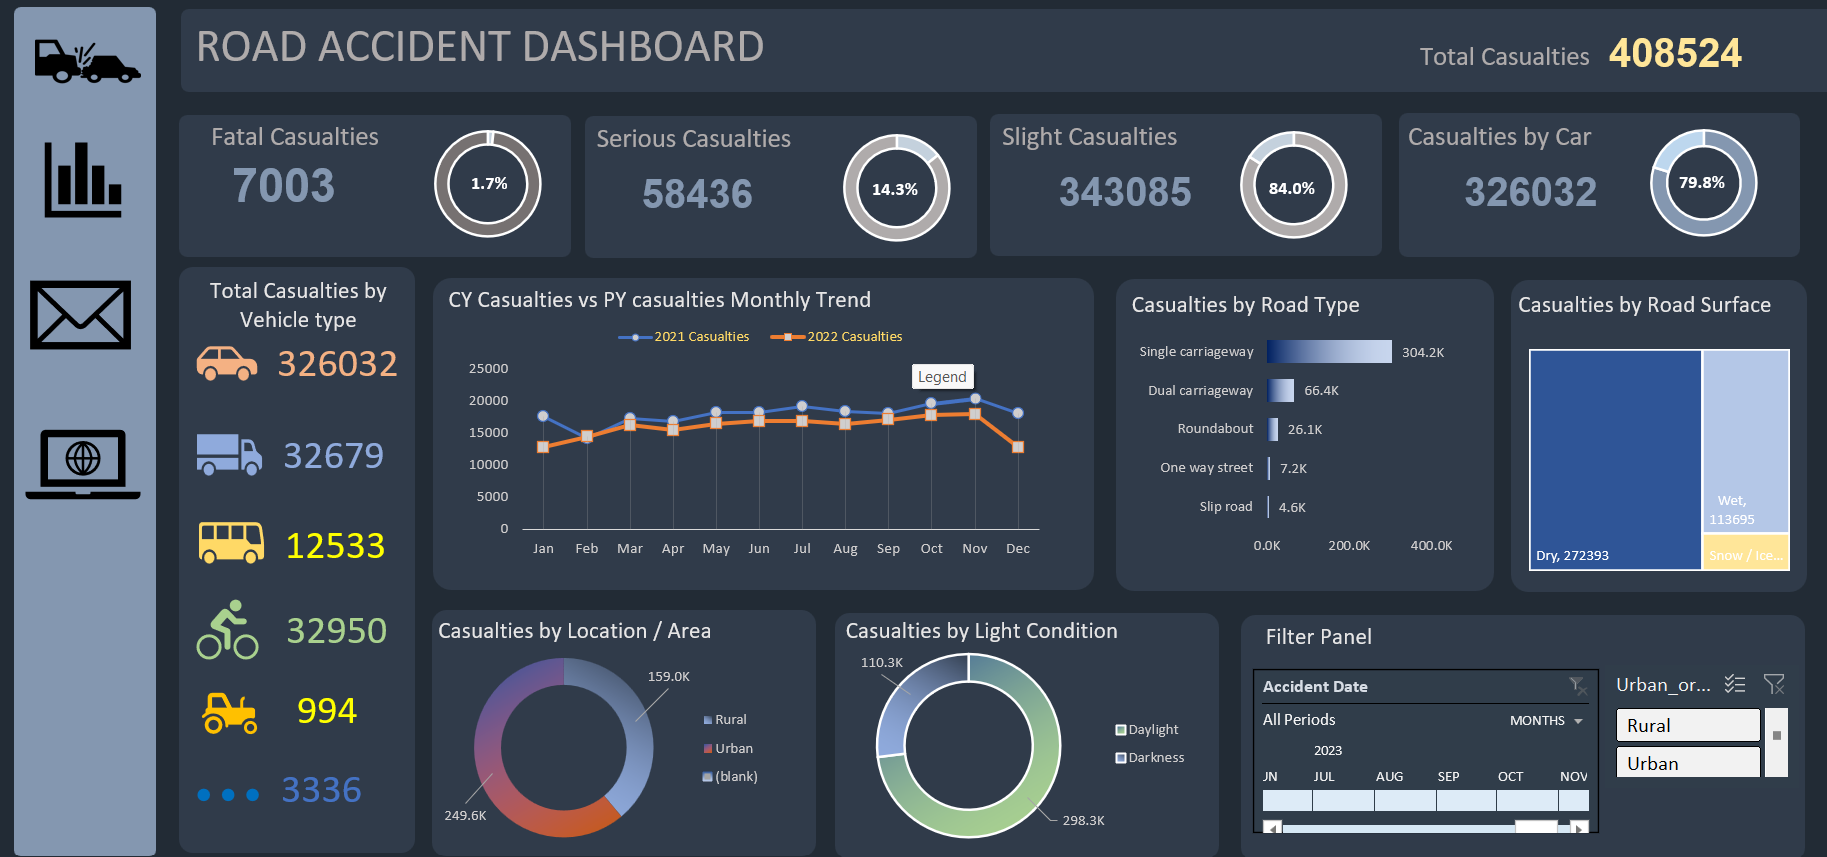 ROAD ACCIDENT DASHBOARD
Total Casualties 408524
Fatal Casualties
7003
1.7%
Serious Casualties
58436
14.3%
Slight Casualties
343085
84.0%
Casualties by Car
326032
79.8%
Total Casualties by
Vehicle type
326032
32679
12533
32950
994
3336
CY Casualties vs PY casualties Monthly Trend
2021 Casualties 2022 Casualties
Legend
25000
20000
15000
10000
5000
0
Jan Feb Mar Apr May Jun Jul Aug Sep Oct Nov Dec
Casualties by Road Type
Single carriageway 304.2K
Dual carriageway 66.4K
Roundabout 26.1K
One way street 7.2K
Slip road 4.6K
0.0K 200.0K 400.0K
Casualties by Road Surface
Wet,
113695
Dry, 272393
Snow / Ice...
Casualties by Location / Area
159.0K
Rural
Urban
(blank)
249.6K
Casualties by Light Condition
110.3K
Daylight
Darkness
298.3K
Filter Panel
Accident Date
All Periods MONTHS
2023
JN JUL AUG SEP OCT NOV
Urban_or...
Rural
Urban